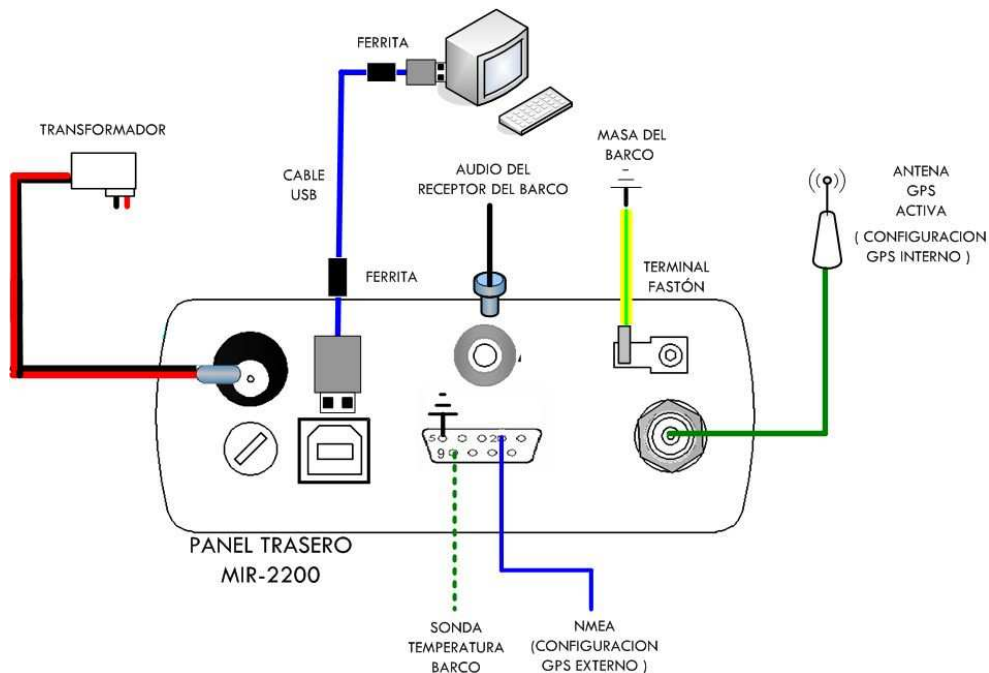 FERRITA
TRANSFORMADOR
MASA DEL
BARCO
CABLE
USB
AUDIO DEL
RECEPTOR DEL BARCO
ANTENA
GPS
ACTIVA
( CONFIGURACION
GPS INTERNO )
FERRITA
TERMINAL
FASTÓN
5
2
9
PANEL TRASERO
MIR-2200
SONDA
TEMPERATURA
BARCO
NMEA
(CONFIGURACION
GPS EXTERNO )